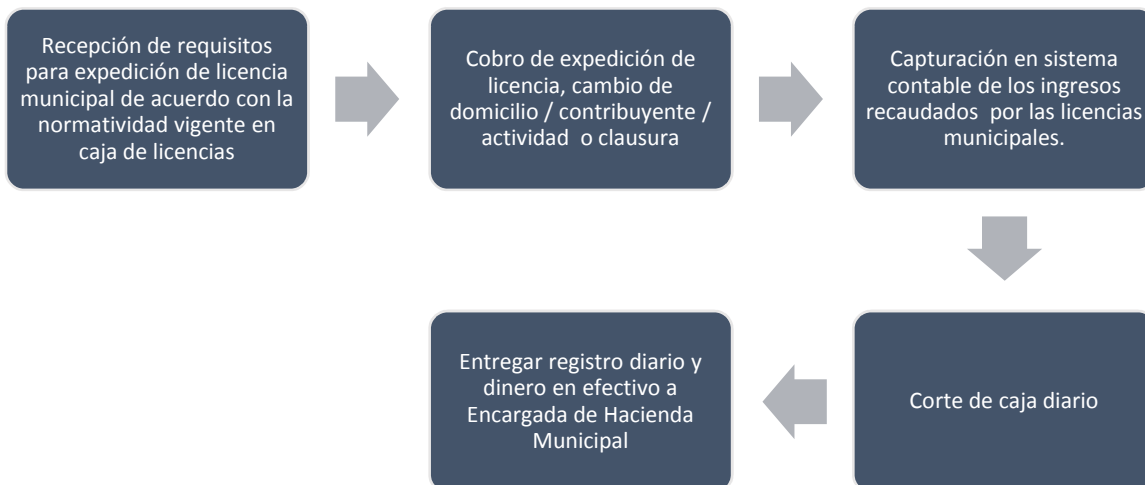 Recepción de requisitos
para expedición de licencia
municipal de acuerdo con la
normatividad vigente en
caja de licencias
Cobro de expedición de
licencia, cambio de
domicilio / contribuyente /
actividad o clausura
Capturación en sistema
contable de los ingresos
recaudados por las licencias
municipales.
Corte de caja diario
Entregar registro diario y
dinero en efectivo a
Encargada de Hacienda
Municipal